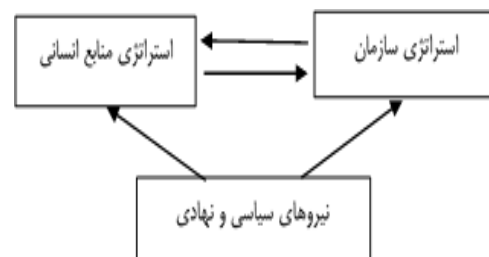 استراتژی سازمان
استراتژی منابع انسانی
نیروهای سیاسی و نهادی